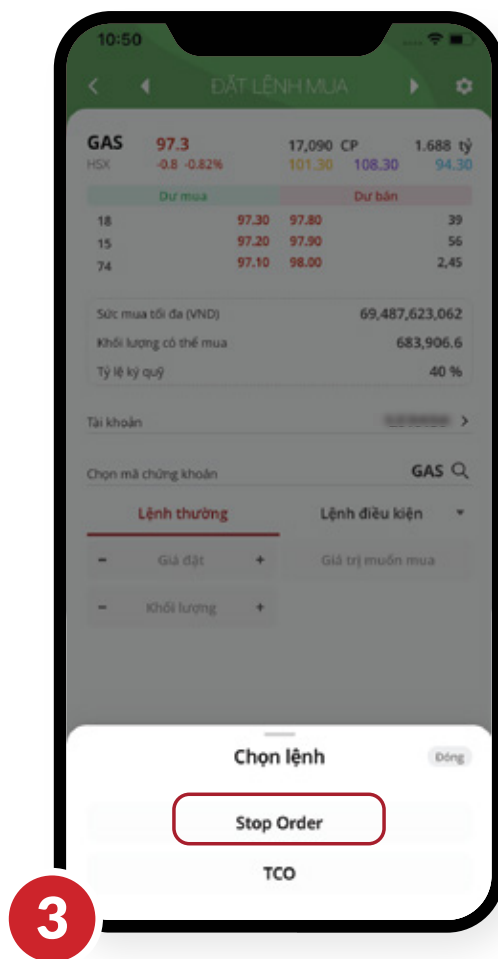 10:50
ĐẶT LỆNH MUA
GAS 97.3 17,090 CP 1.688 tỷ
HSX -0.8 -0.82% 101.30 108.30 94.30
Dư mua Dư bán
18 97.30 97.80 39
15 97.20 97.90 56
74 97.10 98.00 2,45
Sức mua tối đa (VND) 69,487,623,062
Khối lượng có thể mua 683,906.6
Tỷ lệ ký quỹ 40 %
Tài khoản
Chọn mã chứng khoán GAS
Lệnh thường Lệnh điều kiện
- Giá đặt + Giá trị muốn mua
- Khối lượng +
Chọn lệnh Đóng
Stop Order
TCO
3